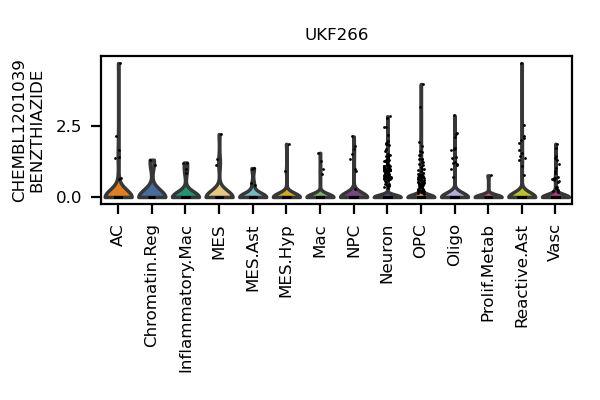 UKF266
CHEMBL1201039
BENZTHIAZIDE
2.5
0.0
AC
Chromatin.Reg
Inflammatory.Mac
MES
MES.Ast
MES.Hyp
Mac
NPC
Neuron
OPC
Oligo
Prolif.Metab
Reactive.Ast
Vasc